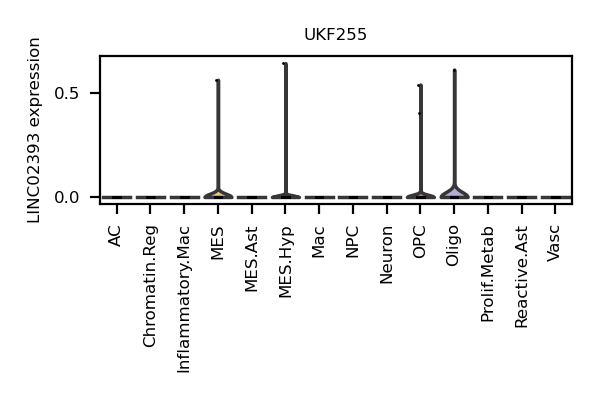 UKF255
LINC02393 expression
0.5
0.0
AC
Chromatin.Reg
Inflammatory.Mac
MES
MES.Ast
MES.Hyp
Mac
NPC
Neuron
OPC
Oligo
Prolif.Metab
Reactive.Ast
Vasc